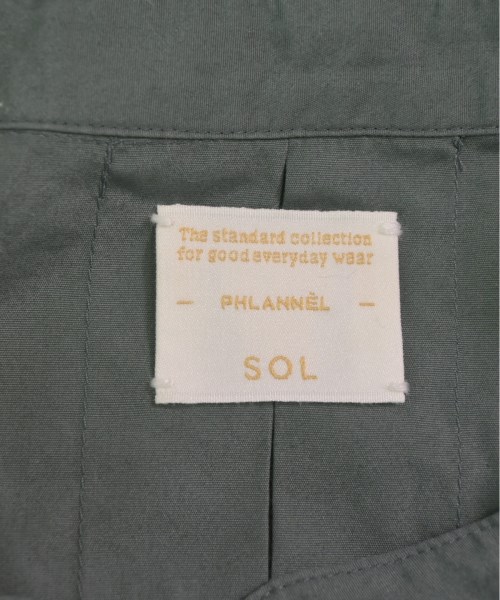 The standard collection
for good everyday wear
— PHLANNÈL —
SOL